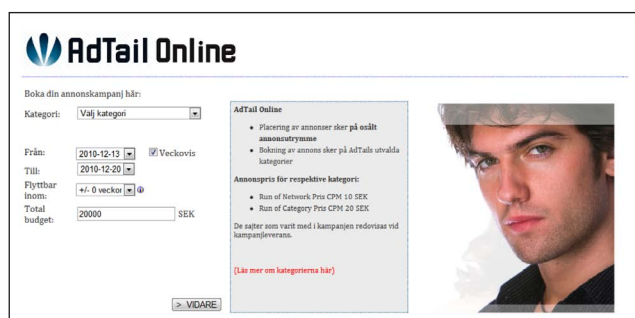 AdTail Online
Boka din annonskampanj här:
Kategori: Välj kategori
Från: 2010-12-13 Veckovis
Till: 2010-12-20
Flyttbar inom: +/- 0 veckor
Total budget: 20000 SEK
> VIDARE
AdTail Online
Placering av annonser sker på osålt
annonsutrymme
Bokning av annons sker på AdTails utvalda
kategorier
Annonspris för respektive kategori:
Run of Network Pris CPM 10 SEK
Run of Category Pris CPM 20 SEK
De sajter som varit med i kampanjen redovisas vid
kampanjleverans.
(Läs mer om kategorierna här)